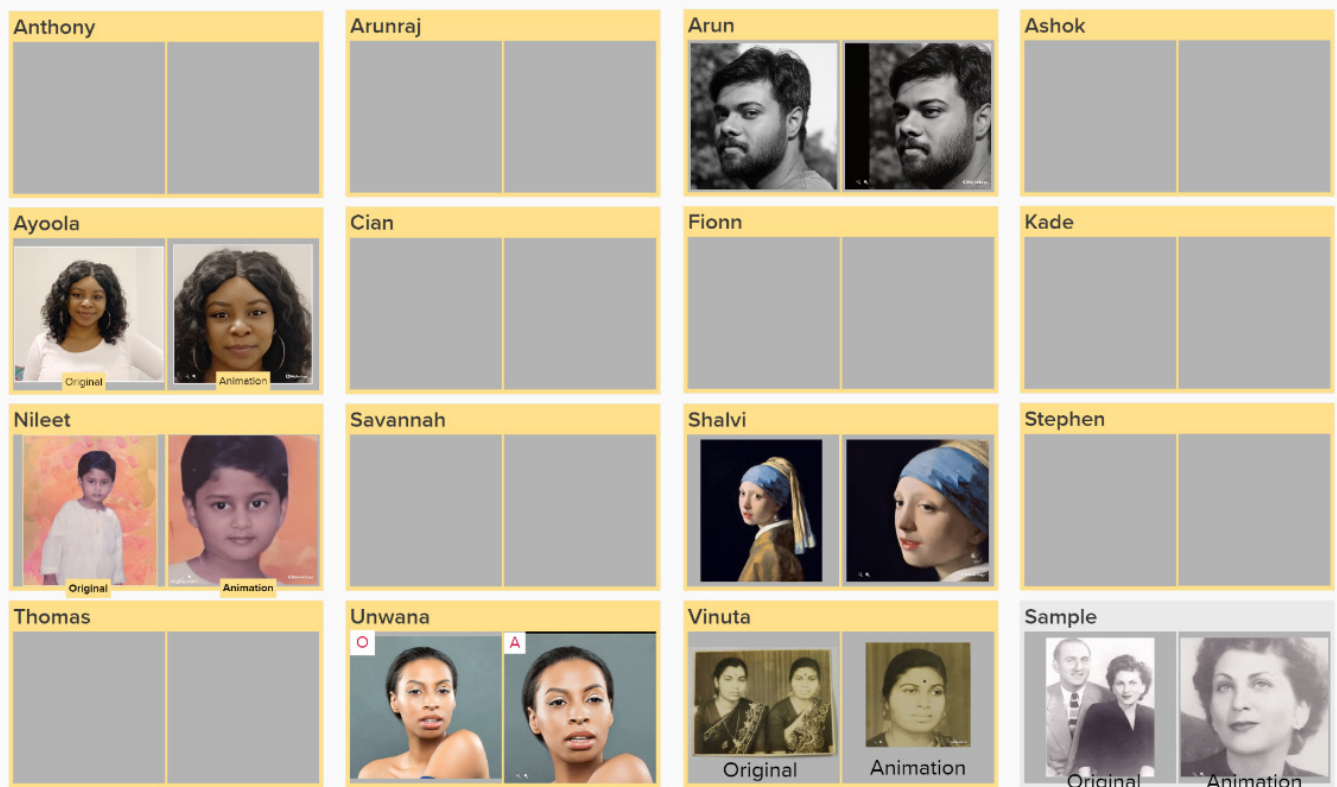 Anthony
Arunraj
Arun
Ashok
Ayoola
Cian
Fionn
Kade
Original
Animation
Nileet
Savannah
Shalvi
Stephen
Original
Animation
Thomas
Unwana
Vinuta
Sample
O
A
Original
Animation
Original
Animation